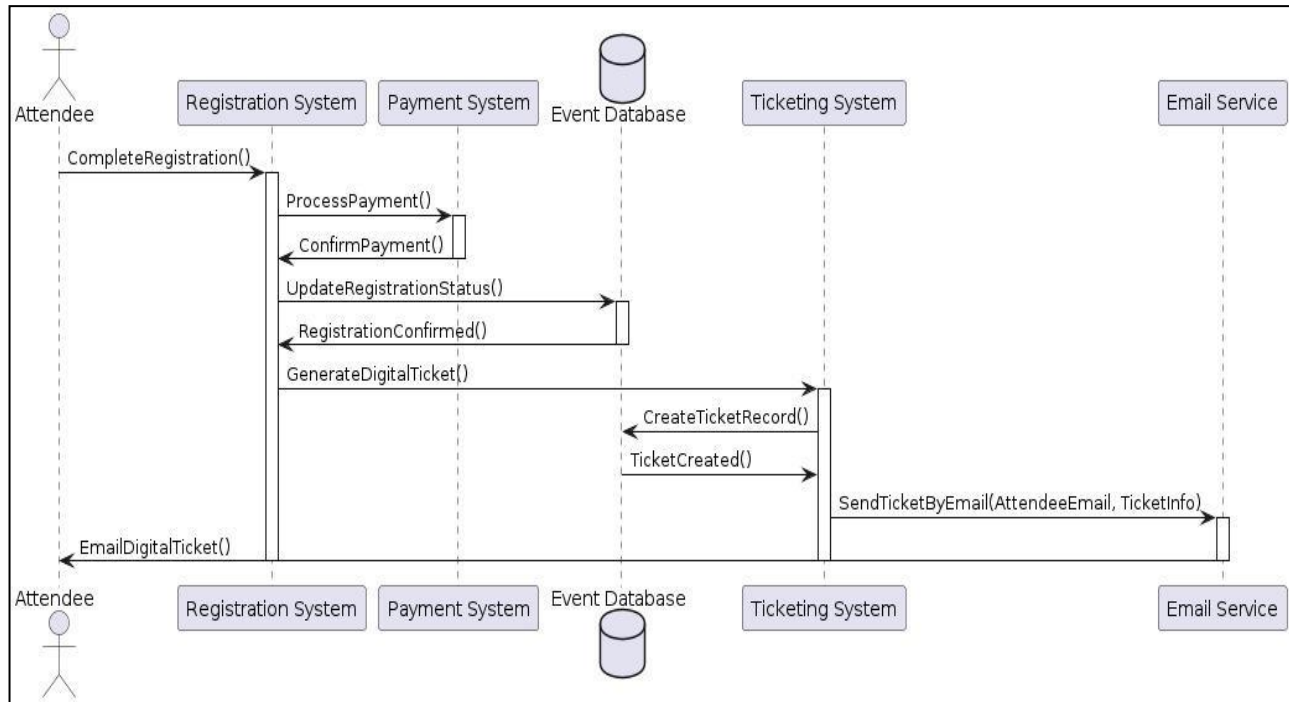 Attendee
Registration System
Payment System
Event Database
Ticketing System
Email Service
CompleteRegistration()
ProcessPayment()
ConfirmPayment()
UpdateRegistrationStatus()
RegistrationConfirmed()
GenerateDigitalTicket()
CreateTicketRecord()
TicketCreated()
SendTicketByEmail(AttendeeEmail, TicketInfo)
EmailDigitalTicket()
Attendee
Registration System
Payment System
Event Database
Ticketing System
Email Service